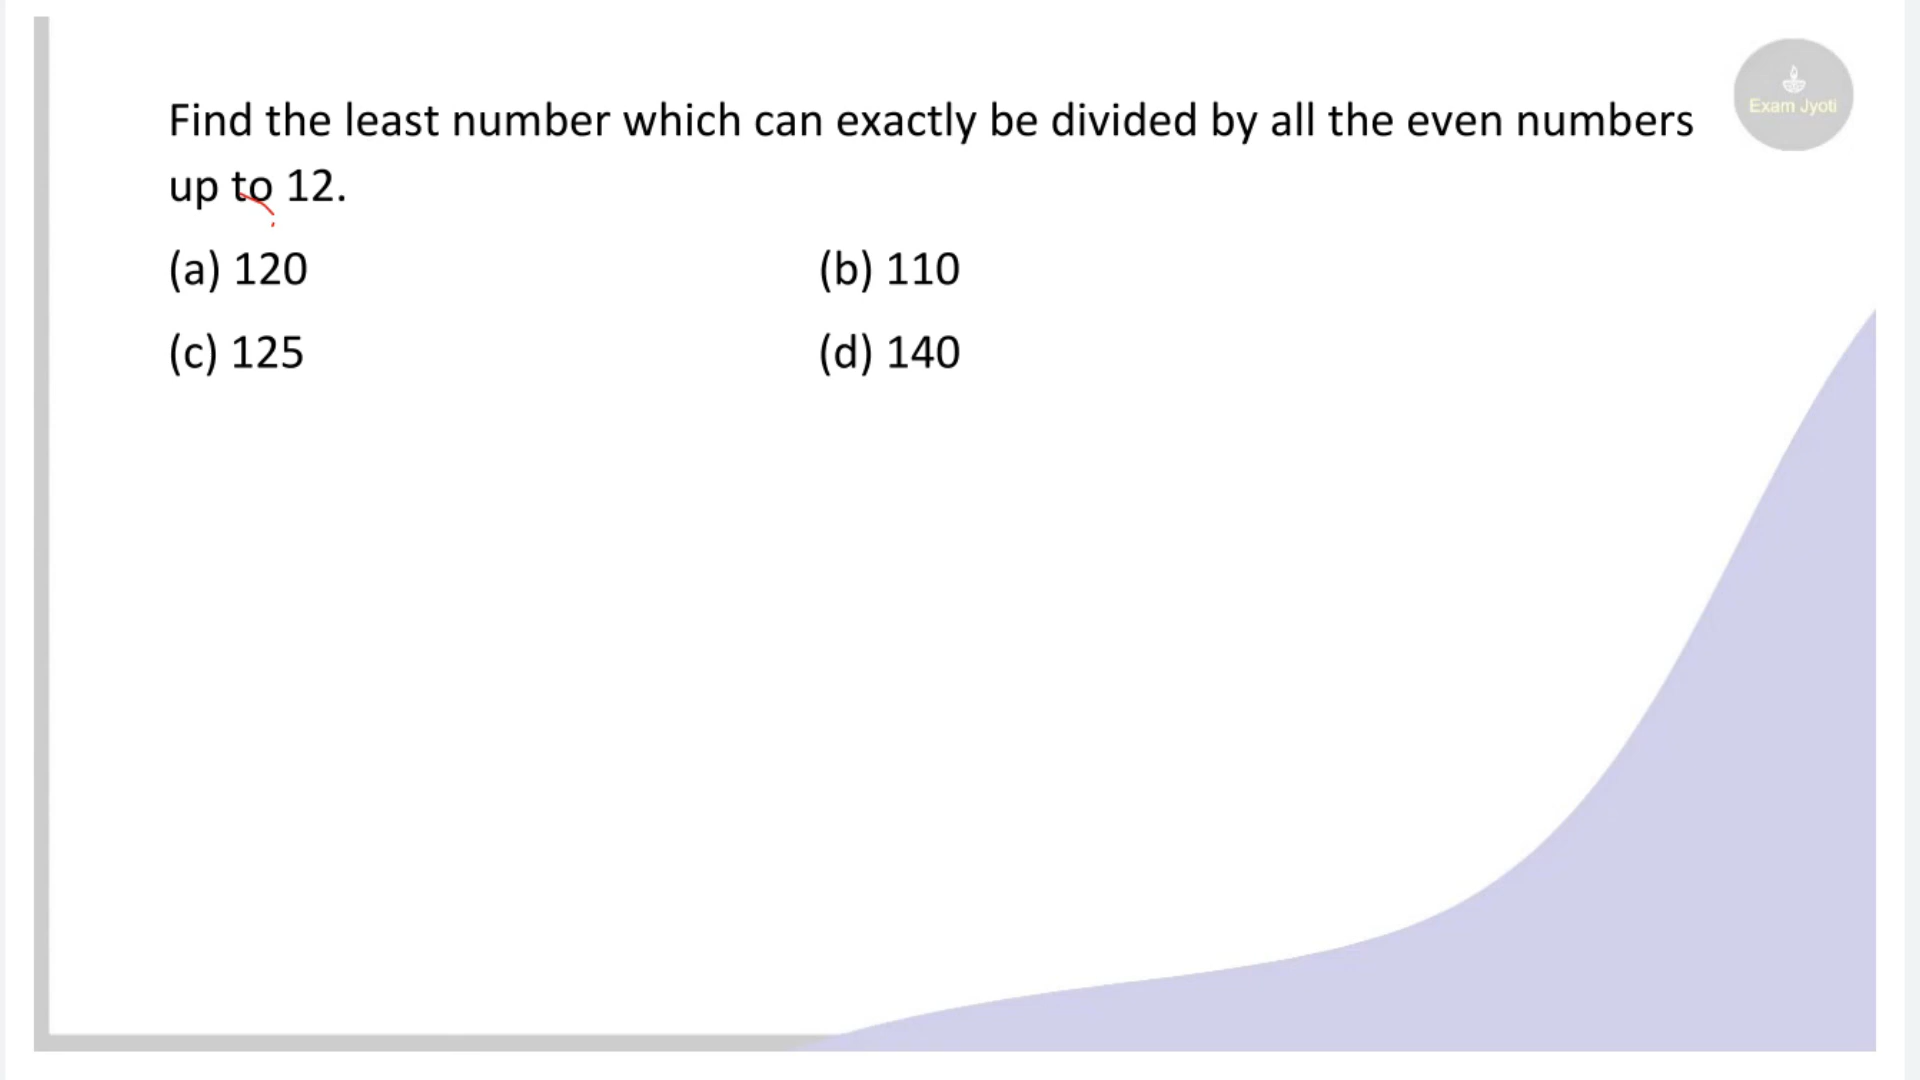 Exam Jyoti
Find the least number which can exactly be divided by all the even numbers
up to 12.
(a) 120 (b) 110
(c) 125 (d) 140